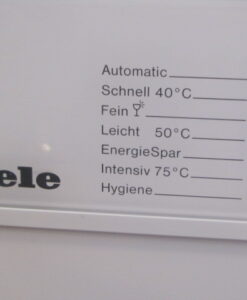 Automatic
Schnell 40°C
Fein
Leicht 50°C
EnergieSpar
Intensiv 75°C
Hygiene
ele